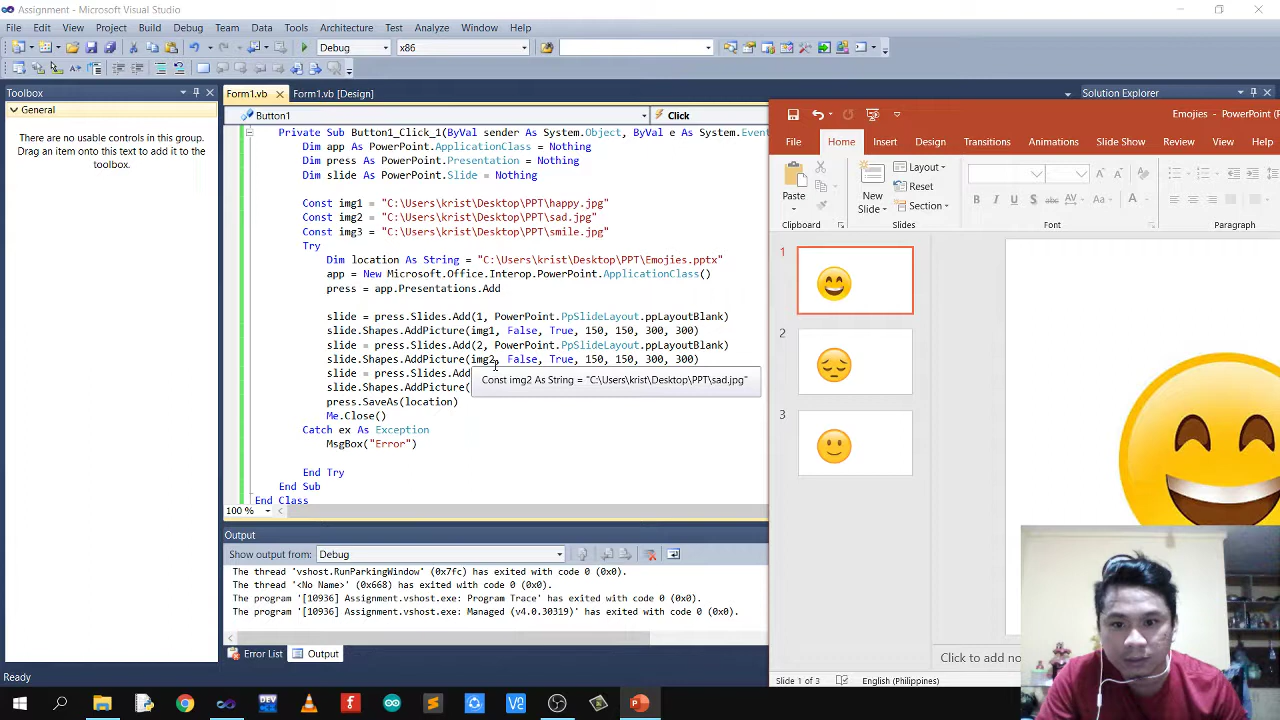 Assignment - Microsoft Visual Studio
File Edit View Project Build Debug Team Data Tools Architecture Test Analyze Window Help
Debug x86
Toolbox
General
There are no usable controls in this group.
Drag an item onto this text to add it to the
toolbox.
Form1.vb Form1.vb [Design]
Button1 Click
Private Sub Button1_Click_1(ByVal sender As System.Object, ByVal e As System.Event
Dim app As PowerPoint.ApplicationClass = Nothing
Dim press As PowerPoint.Presentation = Nothing
Dim slide As PowerPoint.Slide = Nothing
Const img1 = "C:\Users\krist\Desktop\PPT\happy.jpg"
Const img2 = "C:\Users\krist\Desktop\PPT\sad.jpg"
Const img3 = "C:\Users\krist\Desktop\PPT\smile.jpg"
Try
Dim location As String = "C:\Users\krist\Desktop\PPT\Emojies.pptx"
app = New Microsoft.Office.Interop.PowerPoint.ApplicationClass()
press = app.Presentations.Add
slide = press.Slides.Add(1, PowerPoint.PpSlideLayout.ppLayoutBlank)
slide.Shapes.AddPicture(img1, False, True, 150, 150, 300, 300)
slide = press.Slides.Add(2, PowerPoint.PpSlideLayout.ppLayoutBlank)
slide.Shapes.AddPicture(img2, False, True, 150, 150, 300, 300)
slide = press.Slides.Add
Const img2 As String = "C:\Users\krist\Desktop\PPT\sad.jpg"
slide.Shapes.AddPicture(
press.SaveAs(location)
Me.Close()
Catch ex As Exception
MsgBox("Error")
End Try
End Sub
End Class
100 %
Output
Show output from: Debug
The thread 'vshost.RunParkingWindow' (0x7fc) has exited with code 0 (0x0).
The thread '<No Name>' (0x668) has exited with code 0 (0x0).
The program '[10936] Assignment.vshost.exe: Program Trace' has exited with code 0 (0x0).
The program '[10936] Assignment.vshost.exe: Managed (v4.0.30319)' has exited with code 0 (0x0).
Error List Output
Ready
Solution Explorer
Emojies - PowerPoint (P
File Home Insert Design Transitions Animations Slide Show Review View Help
Paste
Clipboard
New
Slide
Layout
Reset
Section
Slides
B I U S abc
AV Aa A
Font
Paragraph
1
2
3
Click to add no
Slide 1 of 3 English (Philippines)
DEV